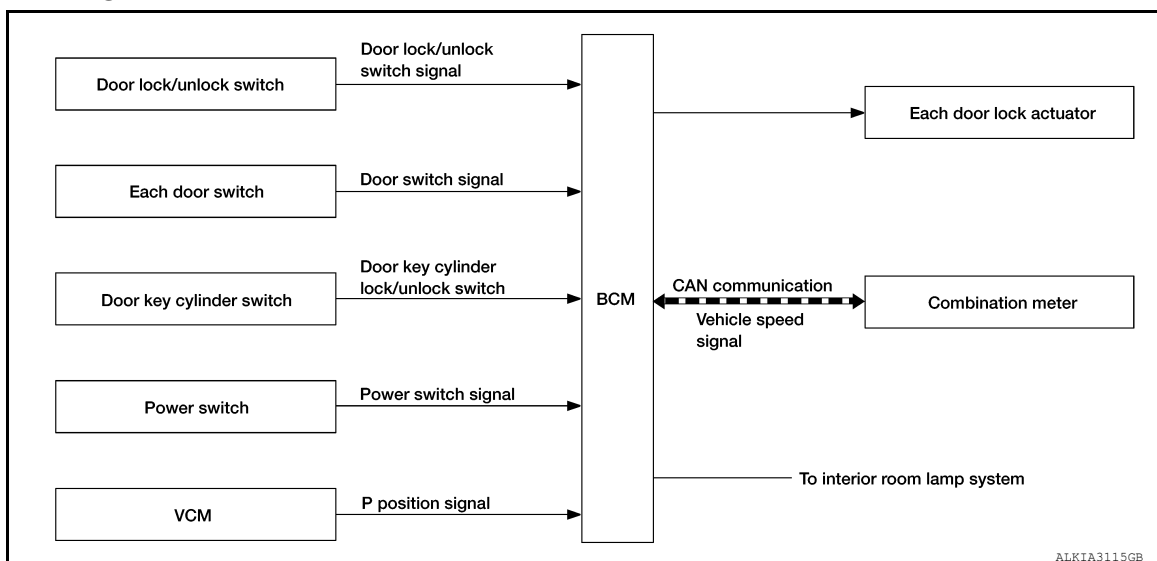 Door lock/unlock
switch signal
Door lock/unlock switch
Each door lock actuator
Door switch signal
Each door switch
Door key cylinder
lock/unlock switch
Door key cylinder switch
BCM
CAN communication
Vehicle speed
signal
Combination meter
Power switch signal
Power switch
To interior room lamp system
P position signal
VCM
ALKIA3115GB